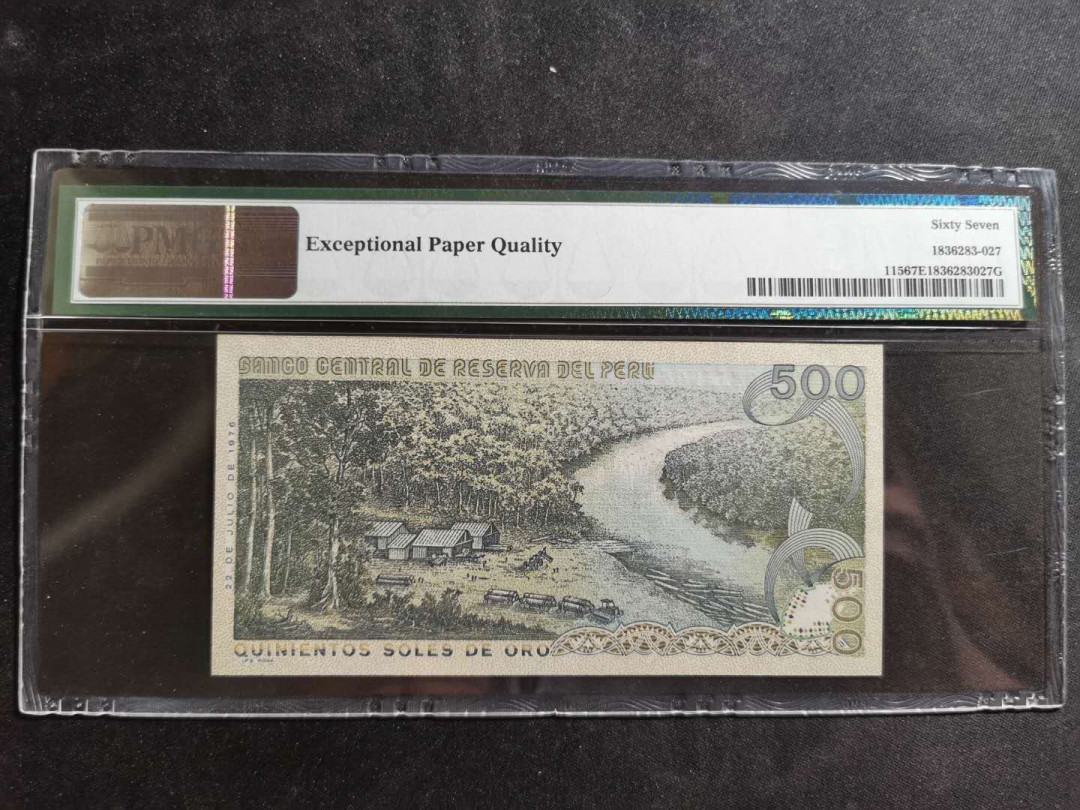 PMG
Exceptional Paper Quality
Sixty Seven
1836283-027
11567E1836283027G
BANCO CENTRAL DE RESERVA DEL PERU
500
22 DE JULIO DE 1976
500
QUINIENTOS SOLES DE ORO